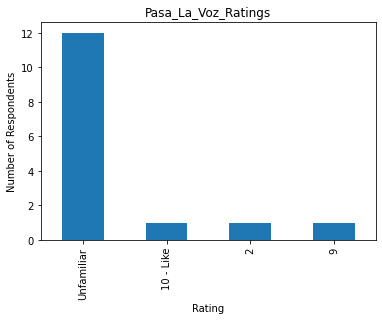 Pasa_La_Voz_Ratings
Number of Respondents
12
10
8
6
4
2
0
Unfamiliar
10 - Like
2
9
Rating